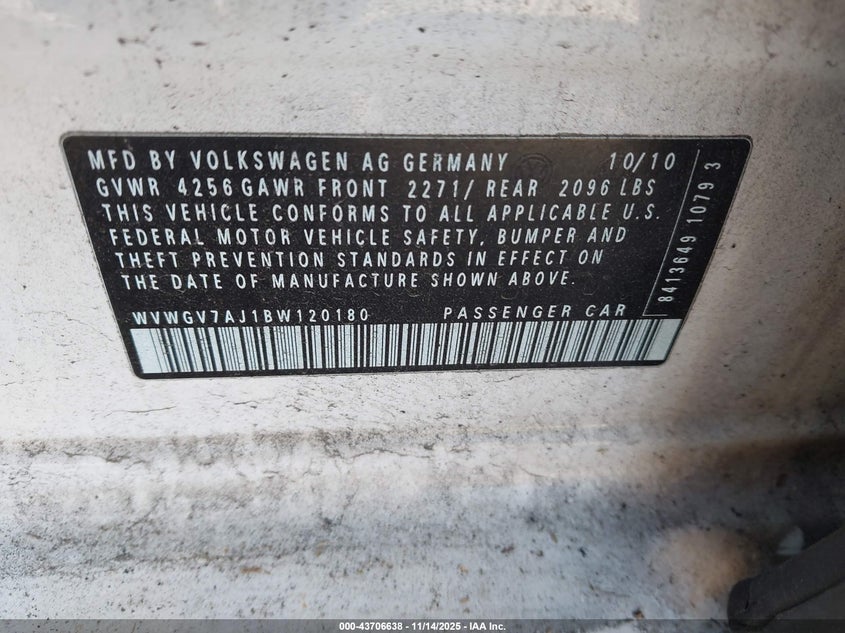 MFD BY VOLKSWAGEN AG GERMANY 10/10
GVWR 4256 GAWR FRONT 2271/ REAR 2096 LBS
THIS VEHICLE CONFORMS TO ALL APPLICABLE U.S.
FEDERAL MOTOR VEHICLE SAFETY, BUMPER AND
THEFT PREVENTION STANDARDS IN EFFECT ON
THE DATE OF MANUFACTURE SHOWN ABOVE.
WVWGV7AJ1BW120180 PASSENGER CAR
8413649 1079 3
000-43706638 - 11/14/2025 - IAA Inc.